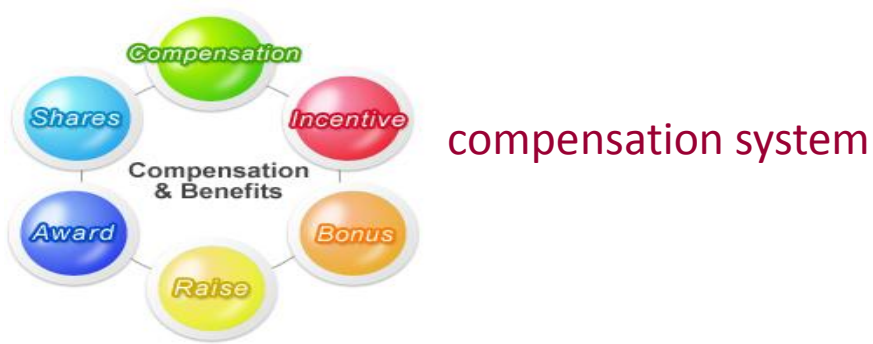 Compensation
Shares
Incentive
Compensation
& Benefits
Award
Bonus
Raise
compensation system